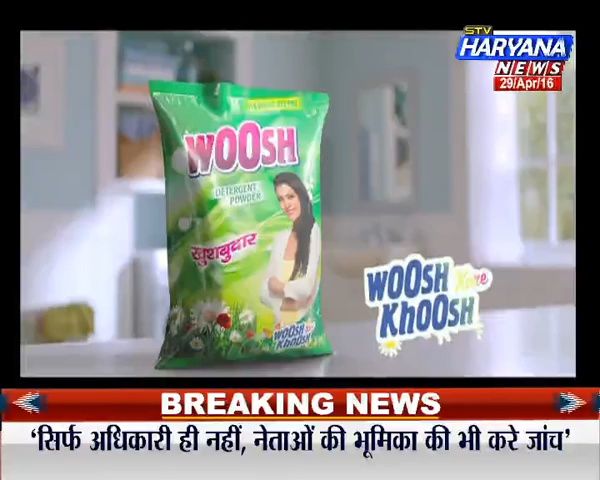 STV
HARYANA
NEWS
29/Apr/16
WOOSH
DETERGENT
POWDER
खुशबुदार
WOOSH
KHOOSH
WOOSH Kare
KhOOSH
BREAKING NEWS
‘सिर्फ अधिकारी ही नहीं, नेताओं की भूमिका की भी करे जांच’